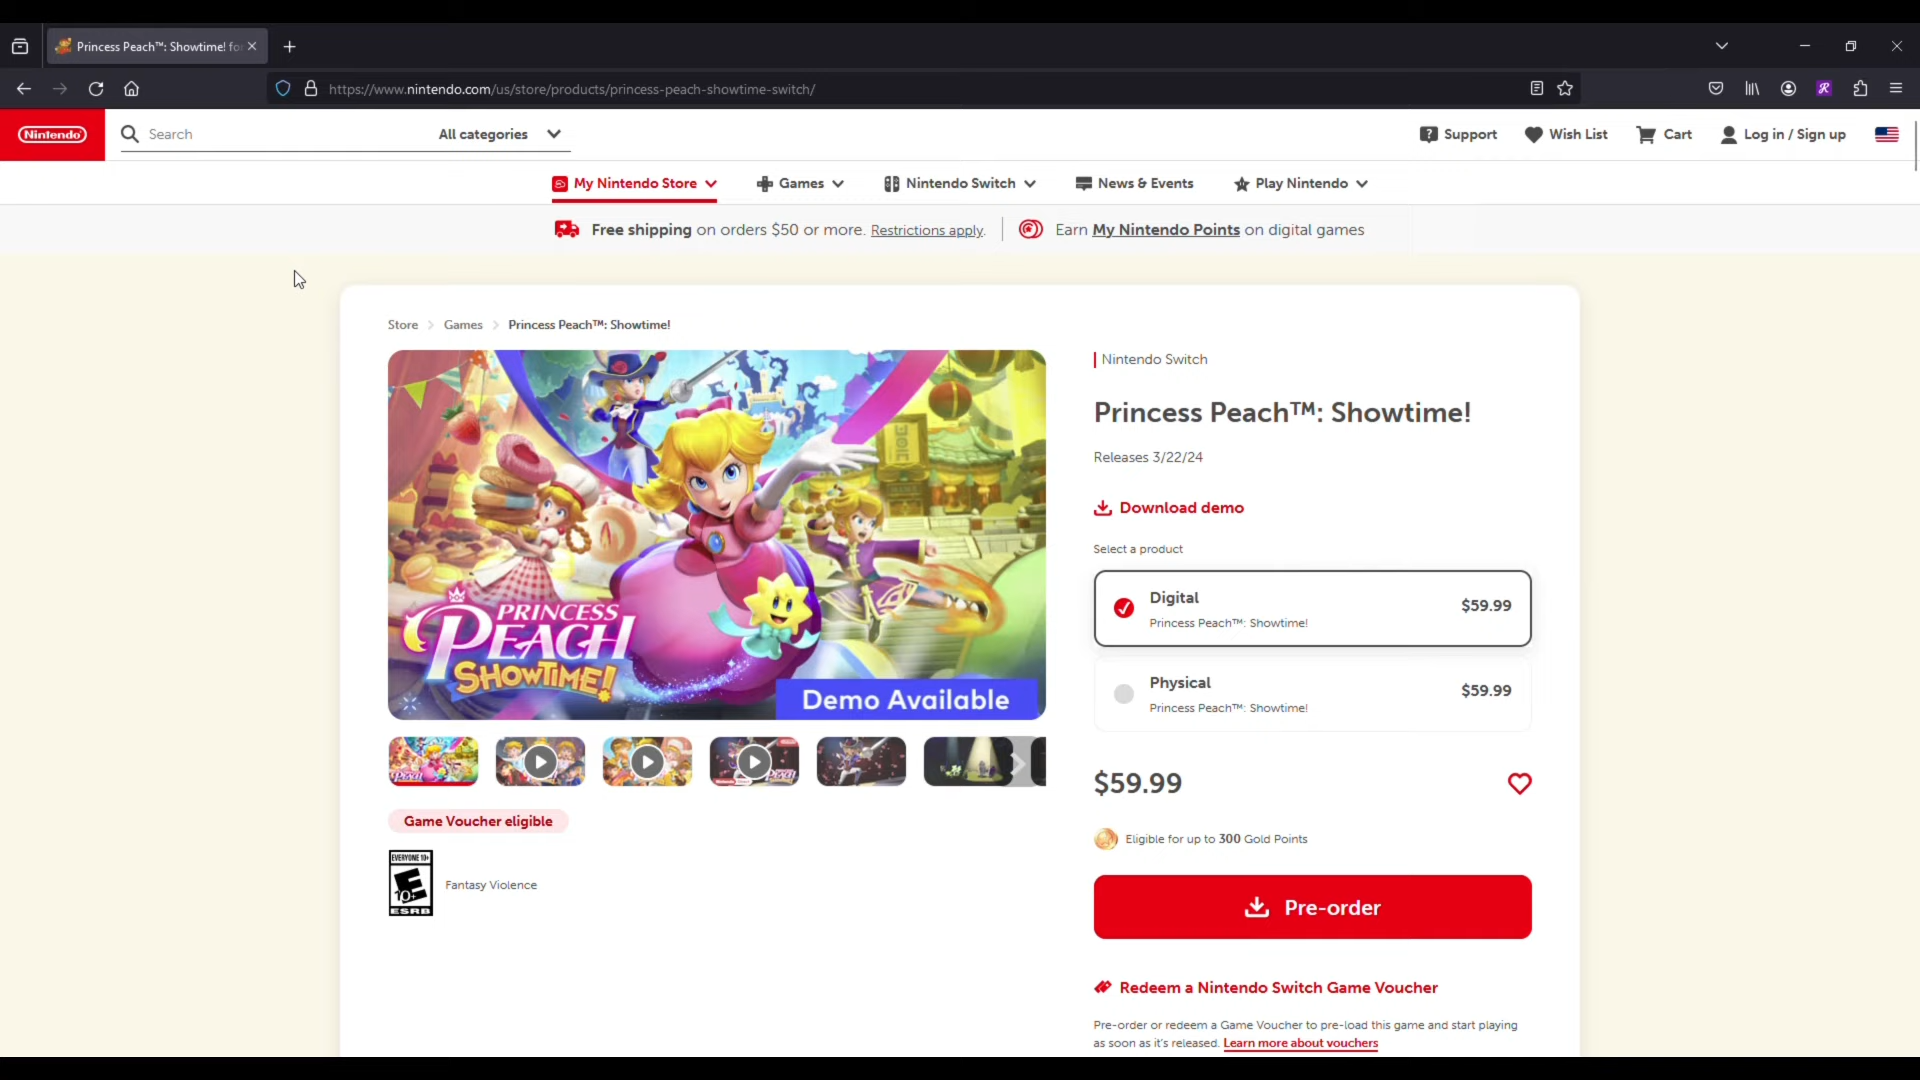 Princess Peach™: Showtime! fo
https://www.nintendo.com/us/store/products/princess-peach-showtime-switch/
Nintendo
Search
All categories
Support
Wish List
Cart
Log in / Sign up
My Nintendo Store
Games
Nintendo Switch
News & Events
Play Nintendo
Free shipping on orders $50 or more. Restrictions apply.
Earn My Nintendo Points on digital games
Store
Games
Princess Peach™: Showtime!
PRINCESS
PEACH
SHOWTIME!
Demo Available
Game Voucher eligible
EVERYONE 10+
E
10+
ESRB
Fantasy Violence
Nintendo Switch
Princess Peach™: Showtime!
Releases 3/22/24
Download demo
Select a product
Digital
Princess Peach™: Showtime!
$59.99
Physical
Princess Peach™: Showtime!
$59.99
$59.99
Eligible for up to 300 Gold Points
Pre-order
Redeem a Nintendo Switch Game Voucher
Pre-order or redeem a Game Voucher to pre-load this game and start playing
as soon as it's released. Learn more about vouchers